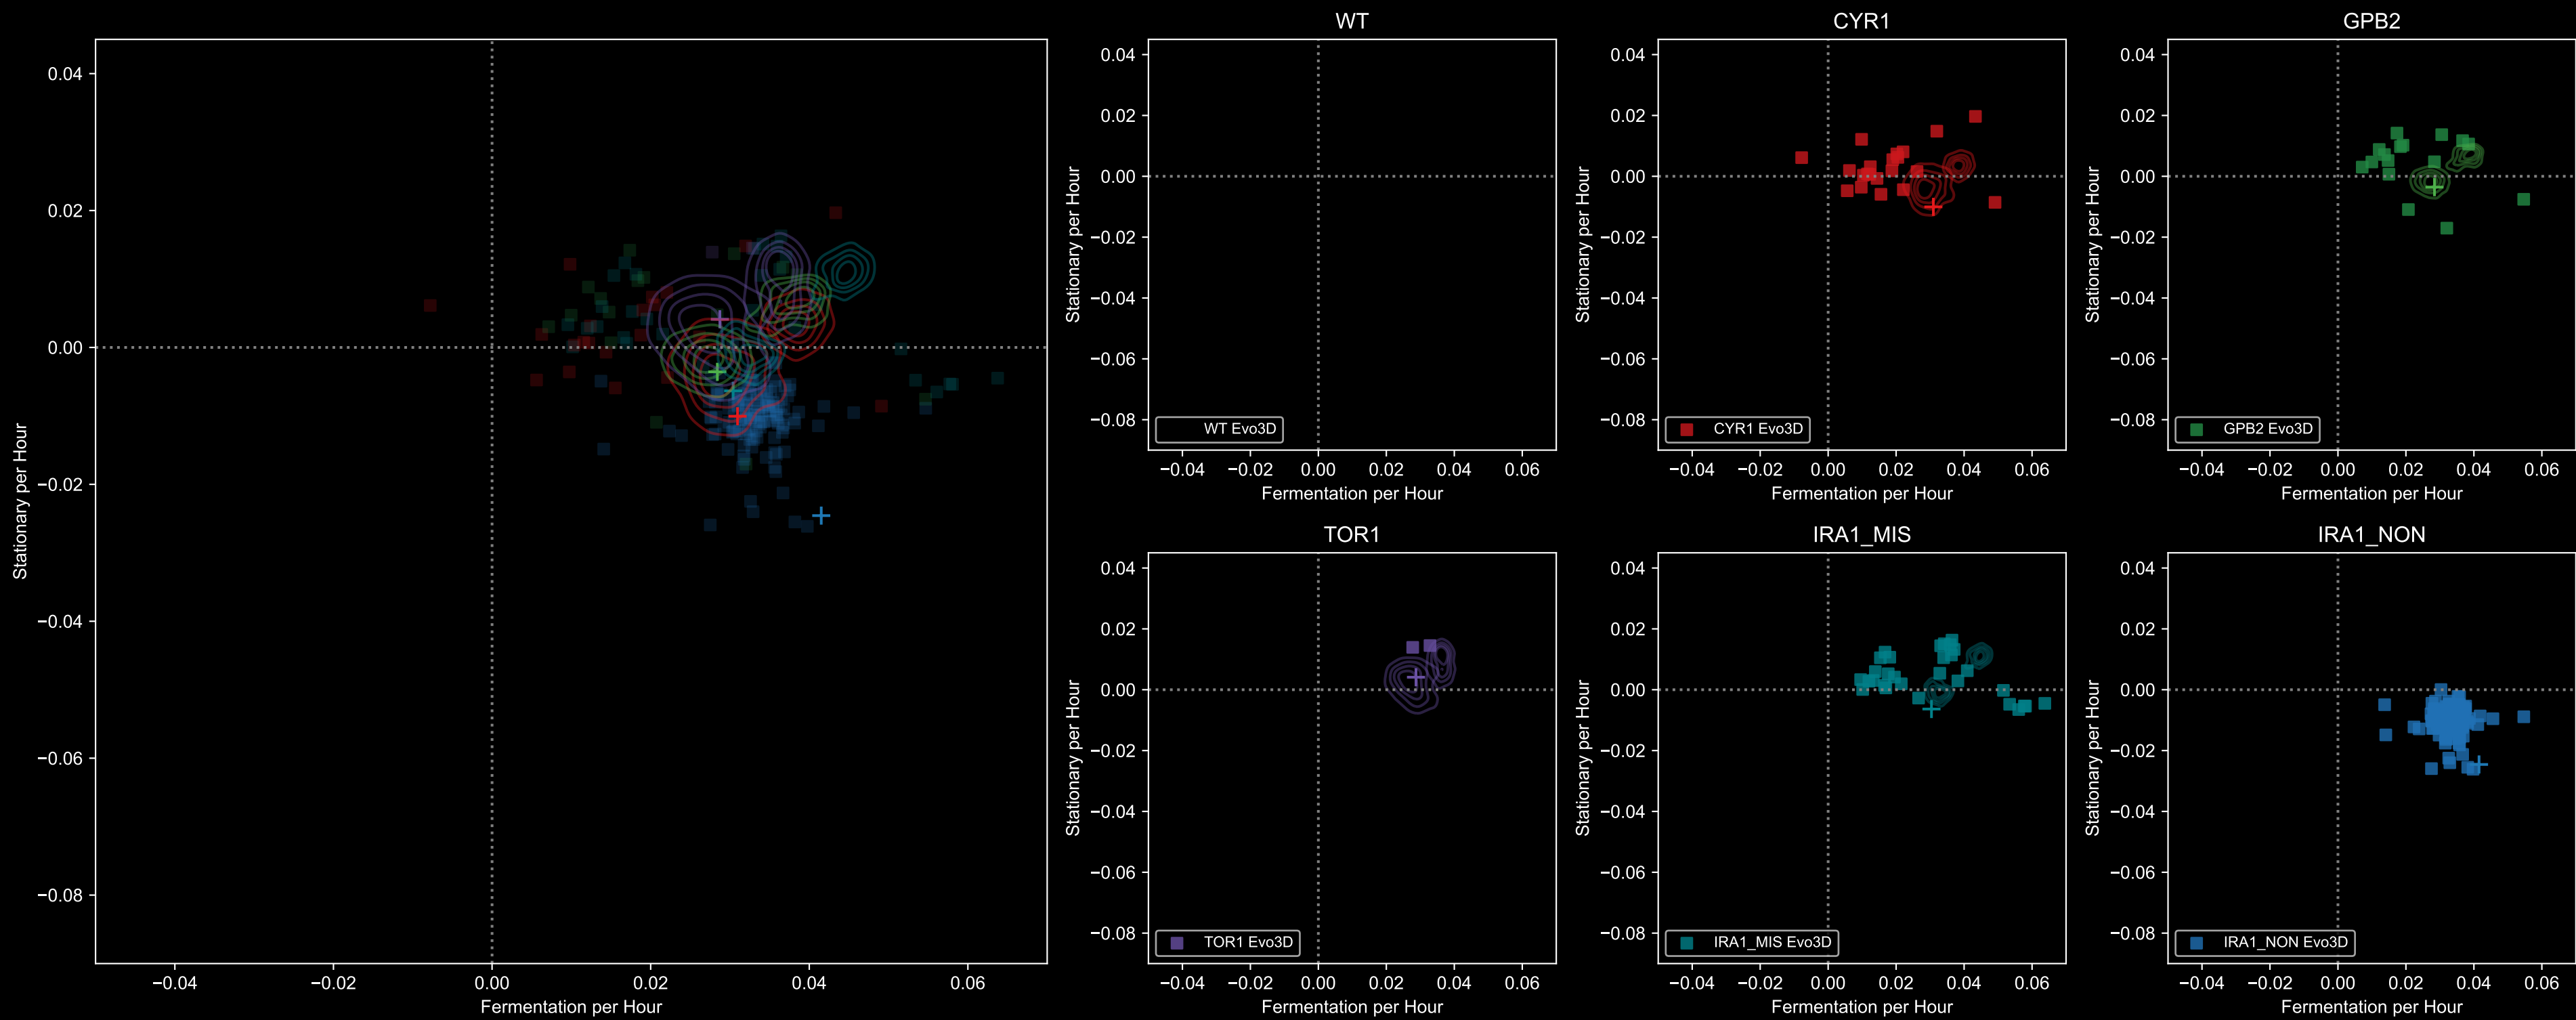 WT
CYR1
GPB2
0.04
0.02
0.00
−0.02
−0.04
−0.06
−0.08
Stationary per Hour
−0.04 −0.02 0.00 0.02 0.04 0.06
Fermentation per Hour
0.04
0.02
0.00
−0.02
−0.04
−0.06
−0.08
Stationary per Hour
WT Evo3D
−0.04 −0.02 0.00 0.02 0.04 0.06
Fermentation per Hour
0.04
0.02
0.00
−0.02
−0.04
−0.06
−0.08
Stationary per Hour
CYR1 Evo3D
−0.04 −0.02 0.00 0.02 0.04 0.06
Fermentation per Hour
0.04
0.02
0.00
−0.02
−0.04
−0.06
−0.08
Stationary per Hour
GPB2 Evo3D
−0.04 −0.02 0.00 0.02 0.04 0.06
Fermentation per Hour
TOR1
0.04
0.02
0.00
−0.02
−0.04
−0.06
−0.08
Stationary per Hour
TOR1 Evo3D
−0.04 −0.02 0.00 0.02 0.04 0.06
Fermentation per Hour
IRA1_MIS
0.04
0.02
0.00
−0.02
−0.04
−0.06
−0.08
Stationary per Hour
IRA1_MIS Evo3D
−0.04 −0.02 0.00 0.02 0.04 0.06
Fermentation per Hour
IRA1_NON
0.04
0.02
0.00
−0.02
−0.04
−0.06
−0.08
Stationary per Hour
IRA1_NON Evo3D
−0.04 −0.02 0.00 0.02 0.04 0.06
Fermentation per Hour